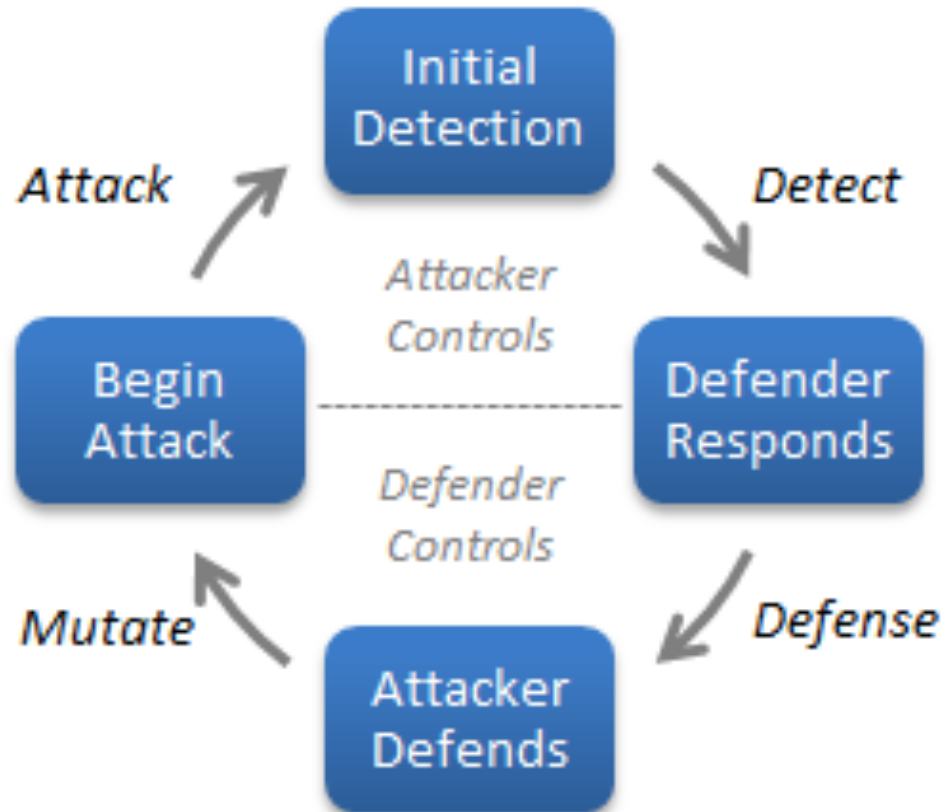 Initial
Detection
Attack
Detect
Attacker
Controls
Begin
Attack
Defender
Responds
Defender
Controls
Mutate
Defense
Attacker
Defends